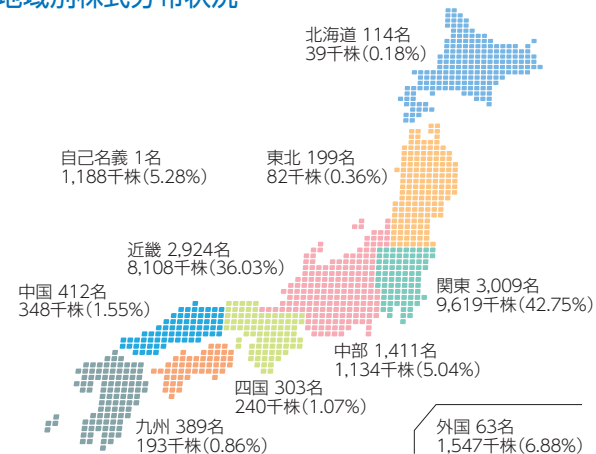 地域別株式分布状況
北海道 114名
39千株(0.18%)
自己名義 1名
1,188千株(5.28%)
東北 199名
82千株(0.36%)
近畿 2,924名
8,108千株(36.03%)
中国 412名
348千株(1.55%)
関東 3,009名
9,619千株(42.75%)
中部 1,411名
1,134千株(5.04%)
四国 303名
240千株(1.07%)
九州 389名
193千株(0.86%)
外国 63名
1,547千株(6.88%)